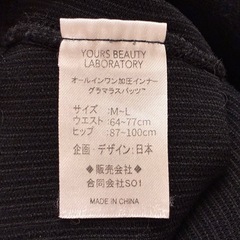 YOURS BEAUTY
LABORATORY
オールインワン加圧インナー
グラマラスパッツ™
サイズ：M~L
ウエスト：64~77cm
ヒップ：87~100cm
企画・デザイン：日本
◆販売会社◆
合同会社S01
MADE IN CHINA